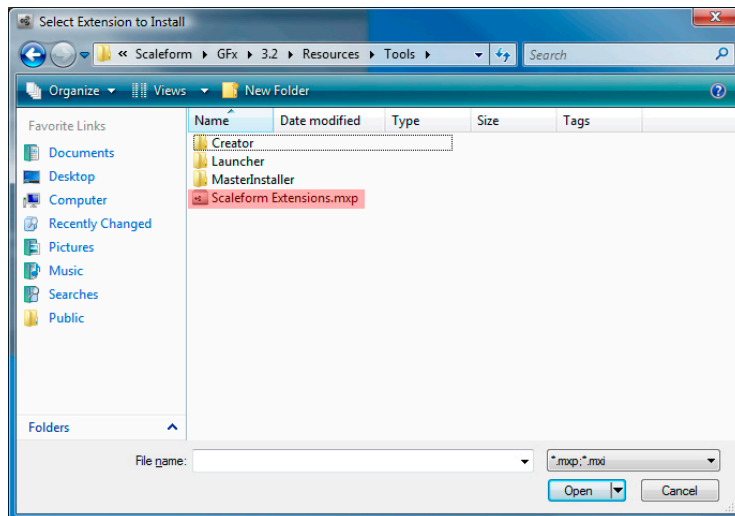 Select Extension to Install
« Scaleform ▸ GFx ▸ 3.2 ▸ Resources ▸ Tools ▸
Search
Organize
Views
New Folder
Favorite Links
Documents
Desktop
Computer
Recently Changed
Pictures
Music
Searches
Public
Folders
Name Date modified Type Size Tags
Creator
Launcher
MasterInstaller
Scaleform Extensions.mxp
File name:
*.mxp;*.mxi
Open
Cancel